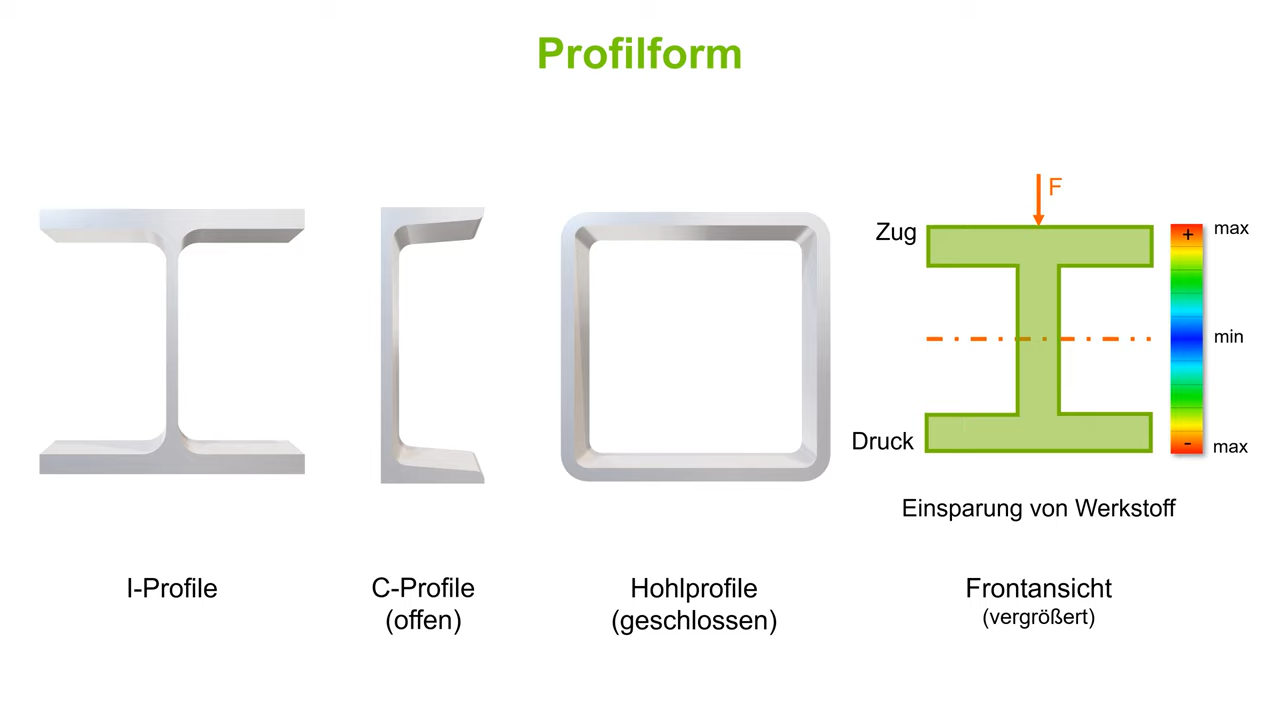 Profilform
F
Zug
+
max
min
Druck
-
max
Einsparung von Werkstoff
I-Profile
C-Profile
(offen)
Hohlprofile
(geschlossen)
Frontansicht
(vergrößert)